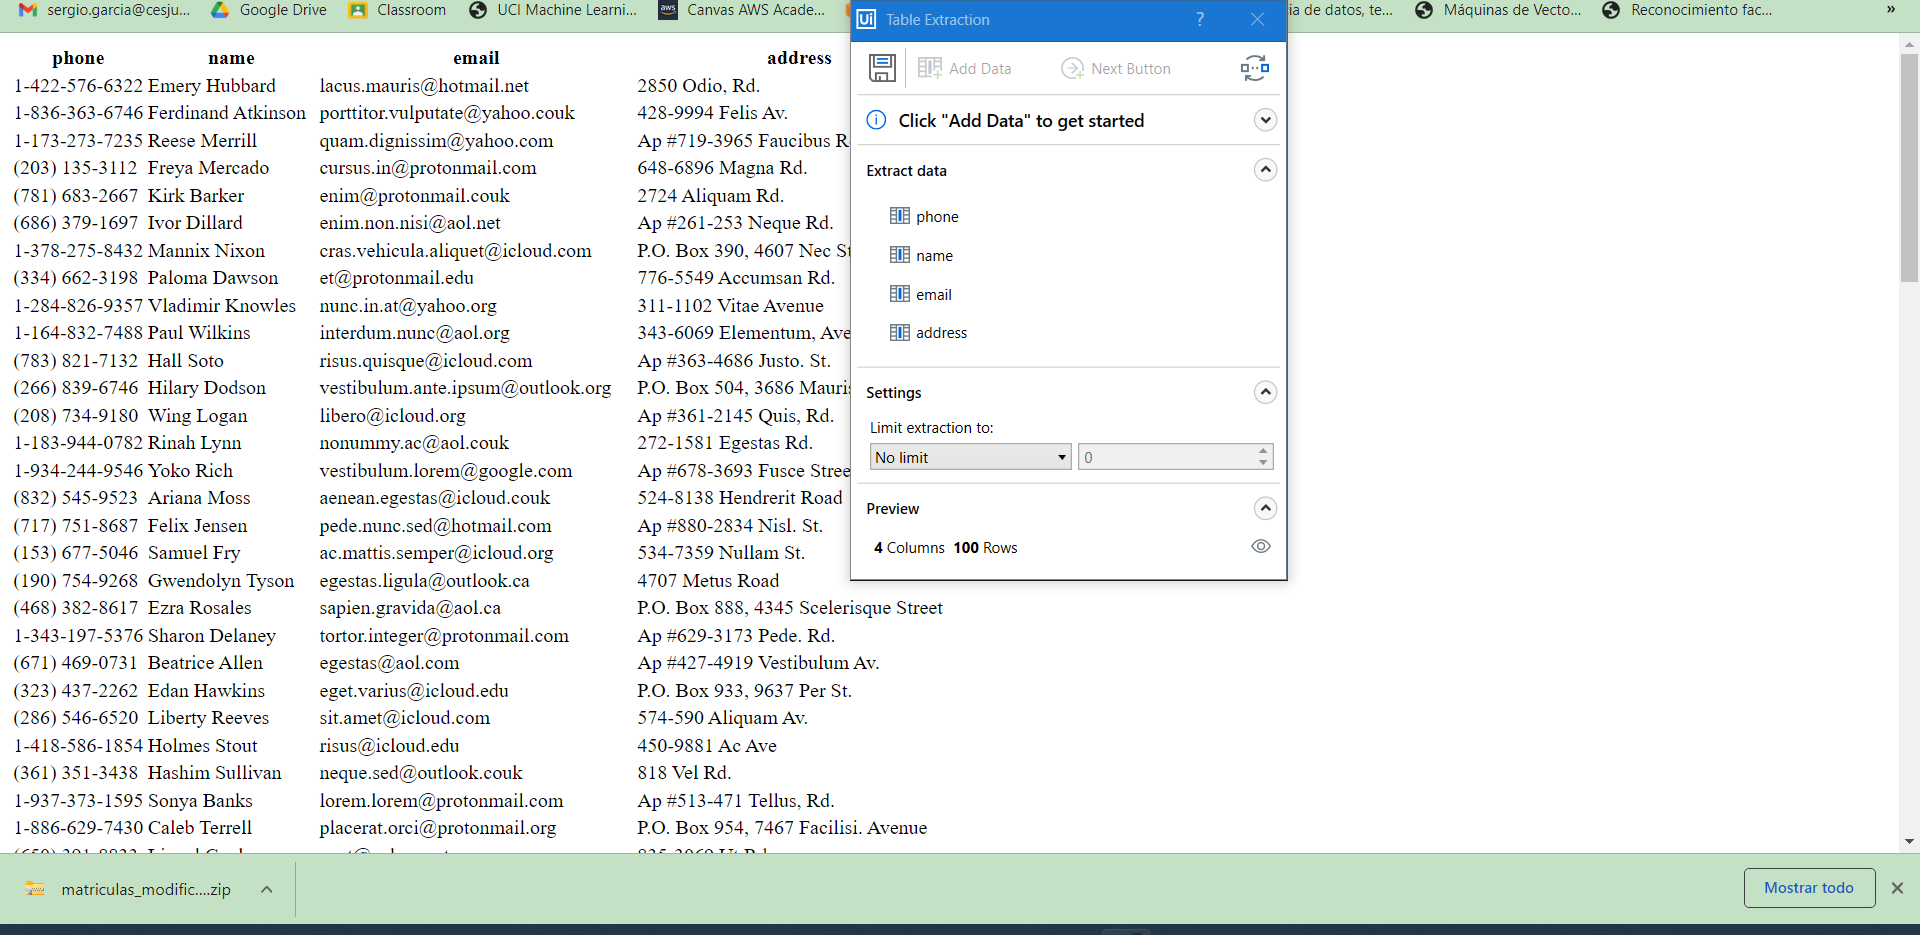 sergio.garcia@cesju... Google Drive Classroom UCI Machine Learni... aws Canvas AWS Acade... ia de datos, te... Máquinas de Vecto... Reconocimiento fac... »
Ui Table Extraction ?
Add Data Next Button
Click "Add Data" to get started
Extract data
phone
name
email
address
Settings
Limit extraction to:
No limit 0
Preview
4 Columns 100 Rows
phone name email address
1-422-576-6322 Emery Hubbard lacus.mauris@hotmail.net 2850 Odio, Rd.
1-836-363-6746 Ferdinand Atkinson porttitor.vulputate@yahoo.couk 428-9994 Felis Av.
1-173-273-7235 Reese Merrill quam.dignissim@yahoo.com Ap #719-3965 Faucibus R
(203) 135-3112 Freya Mercado cursus.in@protonmail.com 648-6896 Magna Rd.
(781) 683-2667 Kirk Barker enim@protonmail.couk 2724 Aliquam Rd.
(686) 379-1697 Ivor Dillard enim.non.nisi@aol.net Ap #261-253 Neque Rd.
1-378-275-8432 Mannix Nixon cras.vehicula.aliquet@icloud.com P.O. Box 390, 4607 Nec St
(334) 662-3198 Paloma Dawson et@protonmail.edu 776-5549 Accumsan Rd.
1-284-826-9357 Vladimir Knowles nunc.in.at@yahoo.org 311-1102 Vitae Avenue
1-164-832-7488 Paul Wilkins interdum.nunc@aol.org 343-6069 Elementum, Ave
(783) 821-7132 Hall Soto risus.quisque@icloud.com Ap #363-4686 Justo. St.
(266) 839-6746 Hilary Dodson vestibulum.ante.ipsum@outlook.org P.O. Box 504, 3686 Mauris
(208) 734-9180 Wing Logan libero@icloud.org Ap #361-2145 Quis, Rd.
1-183-944-0782 Rinah Lynn nonummy.ac@aol.couk 272-1581 Egestas Rd.
1-934-244-9546 Yoko Rich vestibulum.lorem@google.com Ap #678-3693 Fusce Stree
(832) 545-9523 Ariana Moss aenean.egestas@icloud.couk 524-8138 Hendrerit Road
(717) 751-8687 Felix Jensen pede.nunc.sed@hotmail.com Ap #880-2834 Nisl. St.
(153) 677-5046 Samuel Fry ac.mattis.semper@icloud.org 534-7359 Nullam St.
(190) 754-9268 Gwendolyn Tyson egestas.ligula@outlook.ca 4707 Metus Road
(468) 382-8617 Ezra Rosales sapien.gravida@aol.ca P.O. Box 888, 4345 Scelerisque Street
1-343-197-5376 Sharon Delaney tortor.integer@protonmail.com Ap #629-3173 Pede. Rd.
(671) 469-0731 Beatrice Allen egestas@aol.com Ap #427-4919 Vestibulum Av.
(323) 437-2262 Edan Hawkins eget.varius@icloud.edu P.O. Box 933, 9637 Per St.
(286) 546-6520 Liberty Reeves sit.amet@icloud.com 574-590 Aliquam Av.
1-418-586-1854 Holmes Stout risus@icloud.edu 450-9881 Ac Ave
(361) 351-3438 Hashim Sullivan neque.sed@outlook.couk 818 Vel Rd.
1-937-373-1595 Sonya Banks lorem.lorem@protonmail.com Ap #513-471 Tellus, Rd.
1-886-629-7430 Caleb Terrell placerat.orci@protonmail.org P.O. Box 954, 7467 Facilisi. Avenue
matriculas_modific....zip Mostrar todo